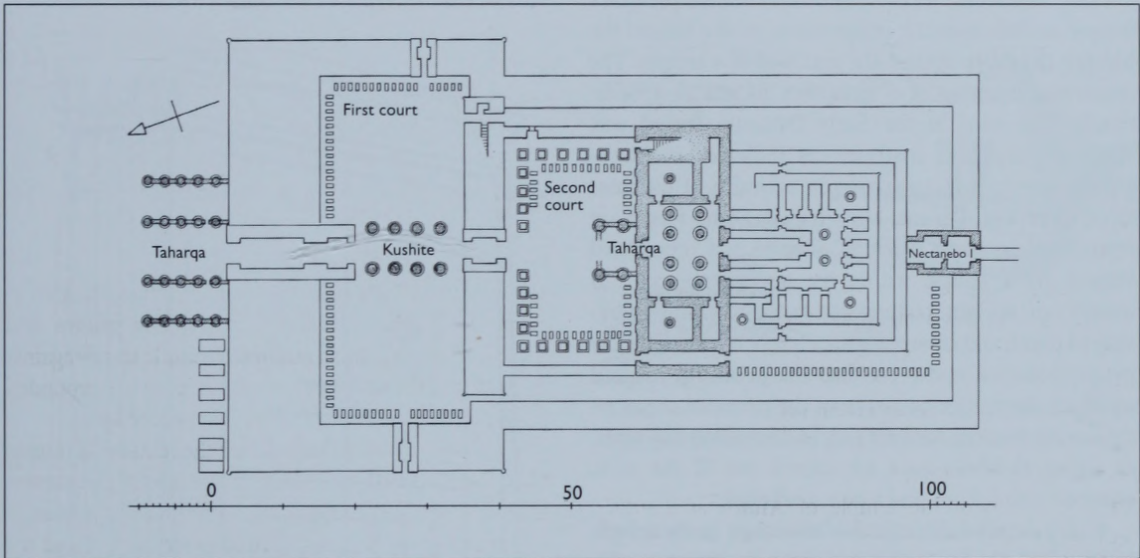 First court
Second
court
Taharqa
Kushite
Taharqa
Nectanebo I
0
50
100